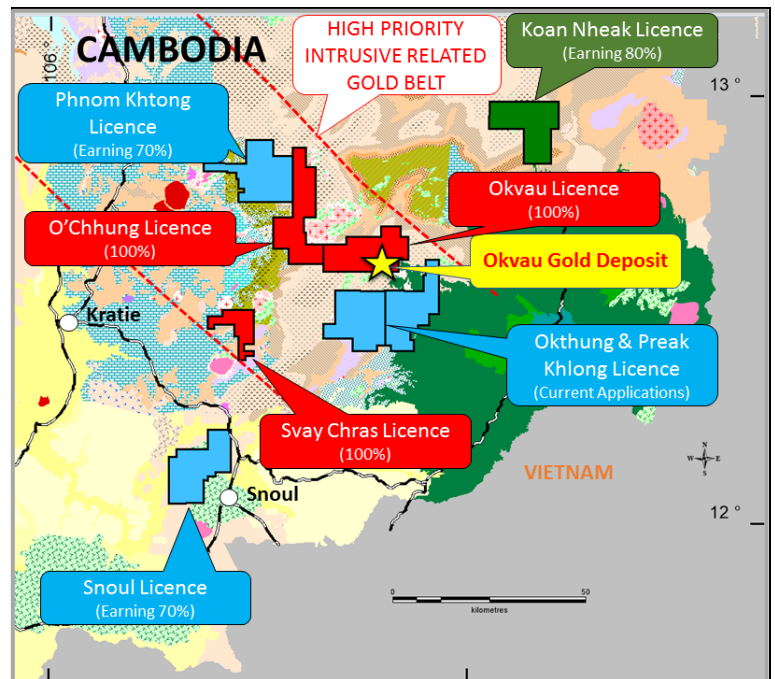 CAMBODIA
106 °
HIGH PRIORITY
INTRUSIVE RELATED
GOLD BELT
Koan Nheak Licence
(Earning 80%)
13 °
Phnom Khtong
Licence
(Earning 70%)
Okvau Licence
(100%)
O'Chhung Licence
(100%)
Okvau Gold Deposit
Kratie
Okthung & Preak
Khlong Licence
(Current Applications)
Svay Chras Licence
(100%)
N
W E
S
VIETNAM
Snoul
12 °
Snoul Licence
(Earning 70%)
0 50
kilometres